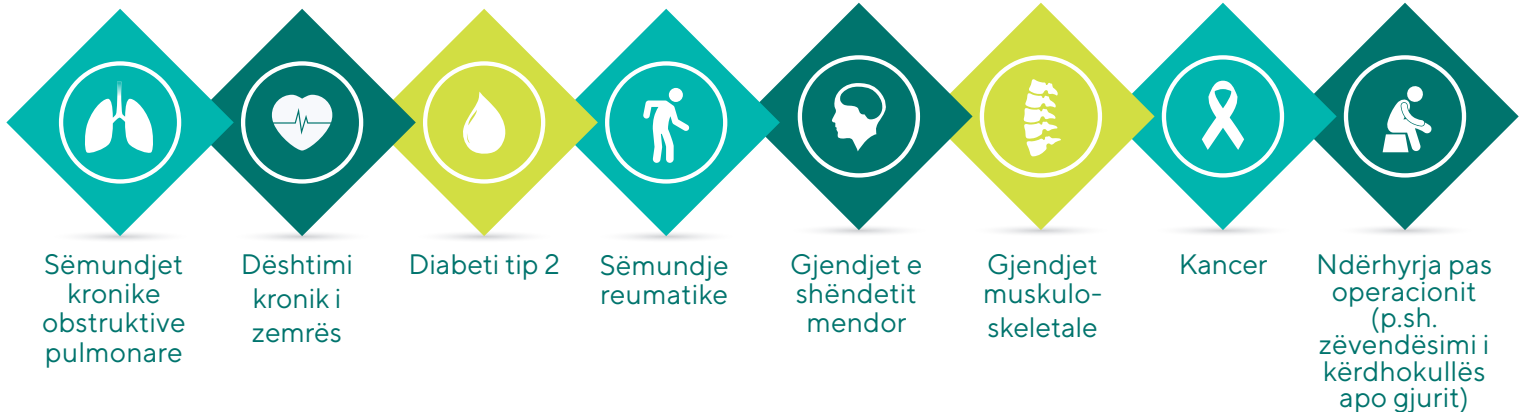 Sëmundjet
kronike
obstruktive
pulmonare
Dështimi
kronik i
zemrës
Diabeti tip 2
Sëmundje
reumatike
Gjendjet e
shëndetit
mendor
Gjendjet
muskulo-
skeletale
Kancer
Ndërhyrja pas
operacionit
(p.sh.
zëvendësimi i
kërdhokullës
apo gjurit)